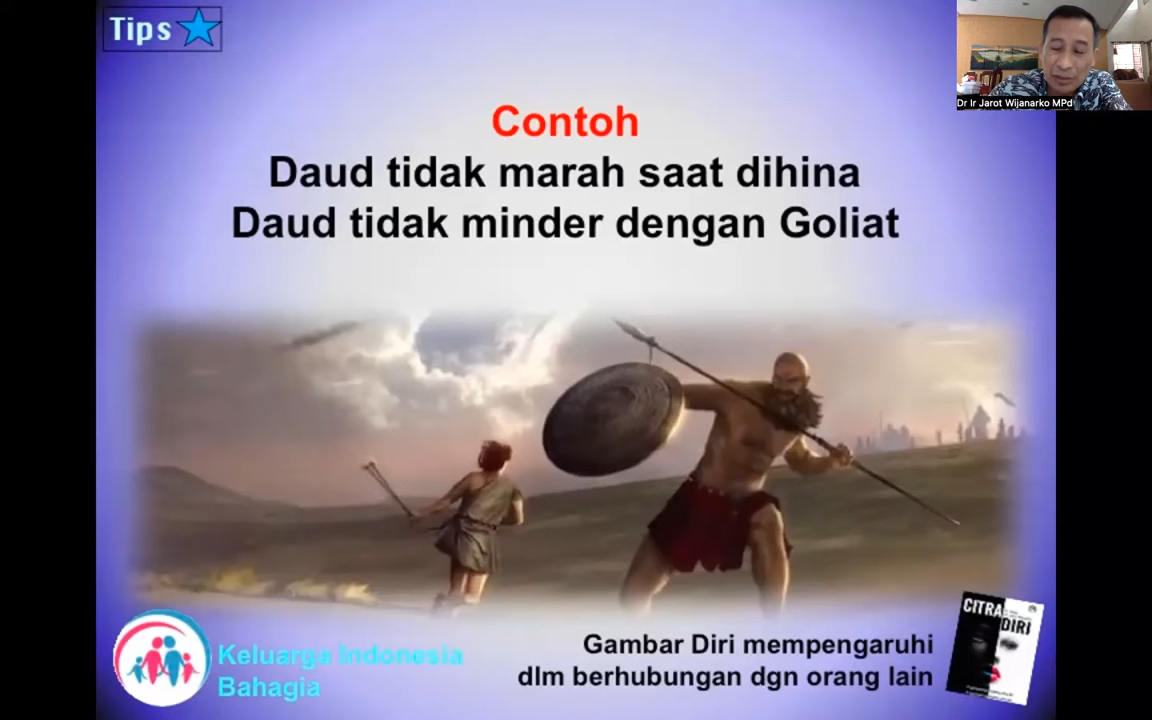 Tips
Dr Ir Jarot Wijanarko MPd
Contoh
Daud tidak marah saat dihina
Daud tidak minder dengan Goliat
Keluarga Indonesia
Bahagia
Gambar Diri mempengaruhi
dlm berhubungan dgn orang lain
CITRA
DIRI